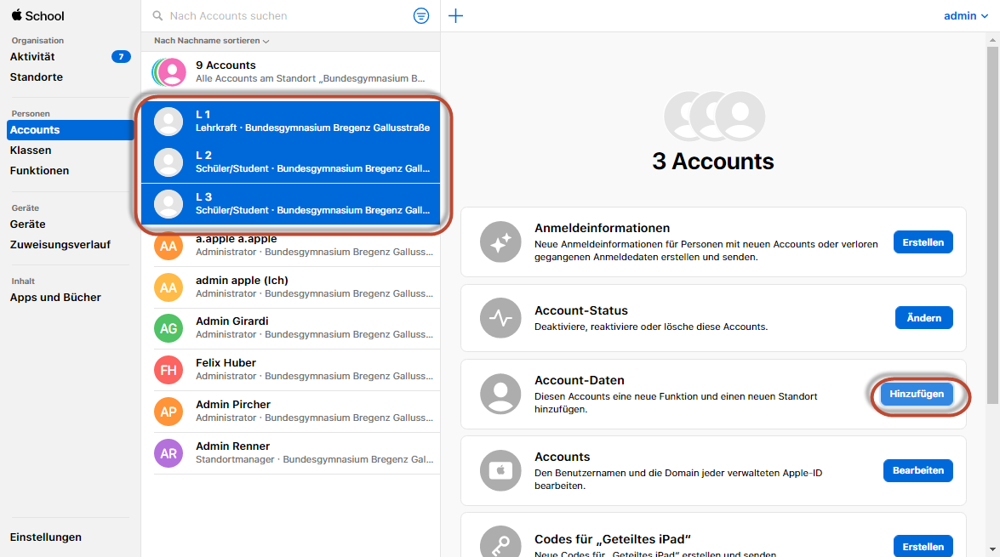 School
Organisation
Aktivität
7
Standorte
Personen
Accounts
Klassen
Funktionen
Geräte
Geräte
Zuweisungsverlauf
Inhalt
Apps und Bücher
Einstellungen
Nach Accounts suchen
Nach Nachname sortieren
9 Accounts
Alle Accounts am Standort „Bundesgymnasium B...
L 1
Lehrkraft · Bundesgymnasium Bregenz Gallusstraße
L 2
Schüler/Student · Bundesgymnasium Bregenz Gall...
L 3
Schüler/Student · Bundesgymnasium Bregenz Gall...
AA
a.apple a.apple
Administrator · Bundesgymnasium Bregenz Galluss...
AA
admin apple (Ich)
Administrator · Bundesgymnasium Bregenz Galluss...
AG
Admin Girardi
Administrator · Bundesgymnasium Bregenz Galluss...
FH
Felix Huber
Administrator · Bundesgymnasium Bregenz Galluss...
AP
Admin Pircher
Administrator · Bundesgymnasium Bregenz Galluss...
AR
Admin Renner
Standortmanager · Bundesgymnasium Bregenz Gal...
admin
3 Accounts
Anmeldeinformationen
Neue Anmeldeinformationen für Personen mit neuen Accounts oder verloren
gegangenen Anmeldedaten erstellen und senden.
Erstellen
Account-Status
Deaktiviere, reaktiviere oder lösche diese Accounts.
Ändern
Account-Daten
Diesen Accounts eine neue Funktion und einen neuen Standort
hinzufügen.
Hinzufügen
Accounts
Den Benutzernamen und die Domain jeder verwalteten Apple-ID
bearbeiten.
Bearbeiten
Codes für „Geteiltes iPad“
Neue Codes für „Geteiltes iPad“ erstellen und senden.
Erstellen